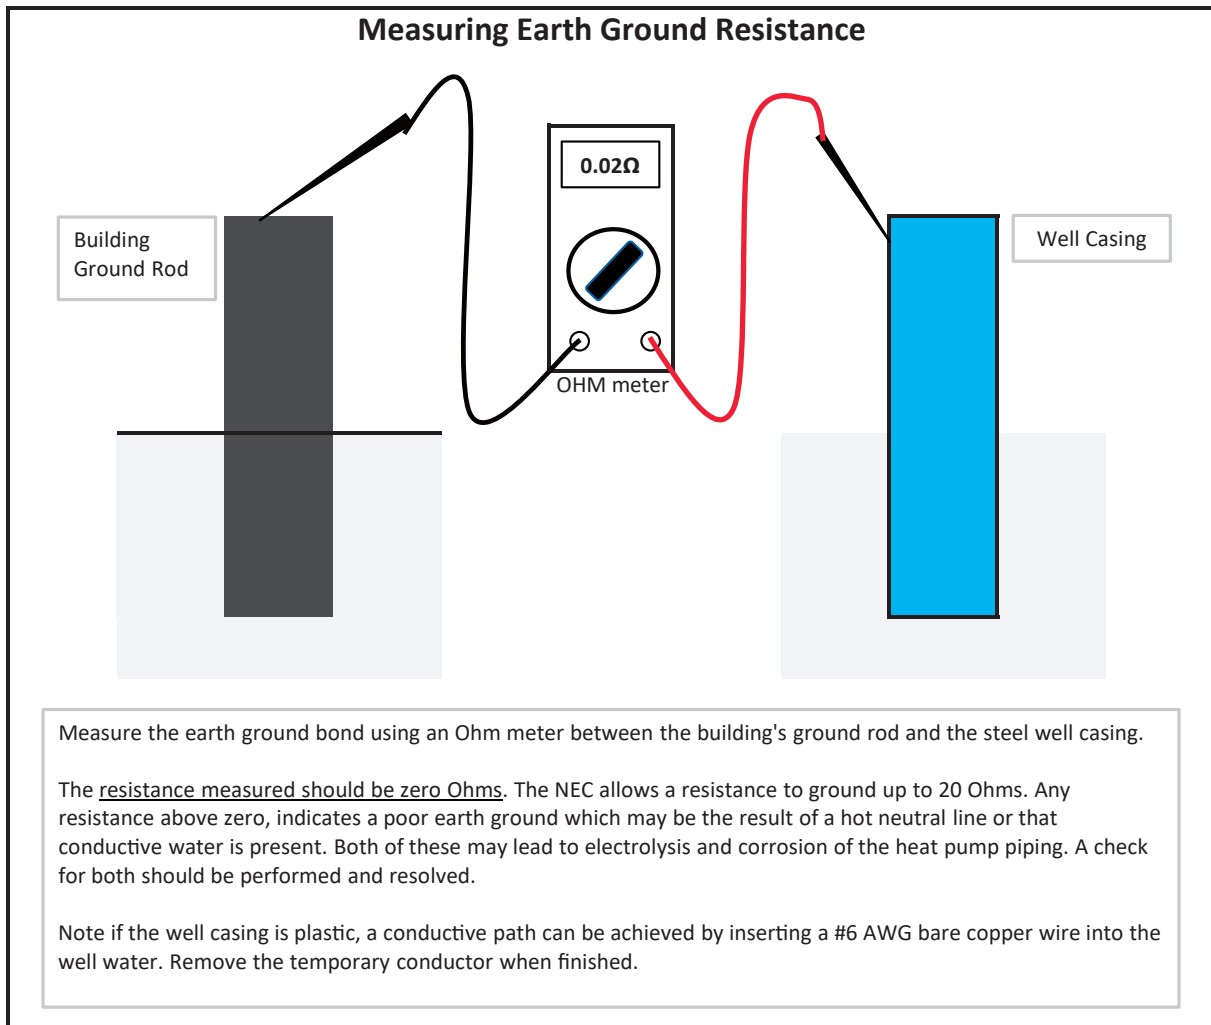 Measuring Earth Ground Resistance
0.02Ω
Building
Ground Rod
Well Casing
OHM meter
Measure the earth ground bond using an Ohm meter between the building's ground rod and the steel well casing.
The resistance measured should be zero Ohms. The NEC allows a resistance to ground up to 20 Ohms. Any
resistance above zero, indicates a poor earth ground which may be the result of a hot neutral line or that
conductive water is present. Both of these may lead to electrolysis and corrosion of the heat pump piping. A check
for both should be performed and resolved.
Note if the well casing is plastic, a conductive path can be achieved by inserting a #6 AWG bare copper wire into the
well water. Remove the temporary conductor when finished.